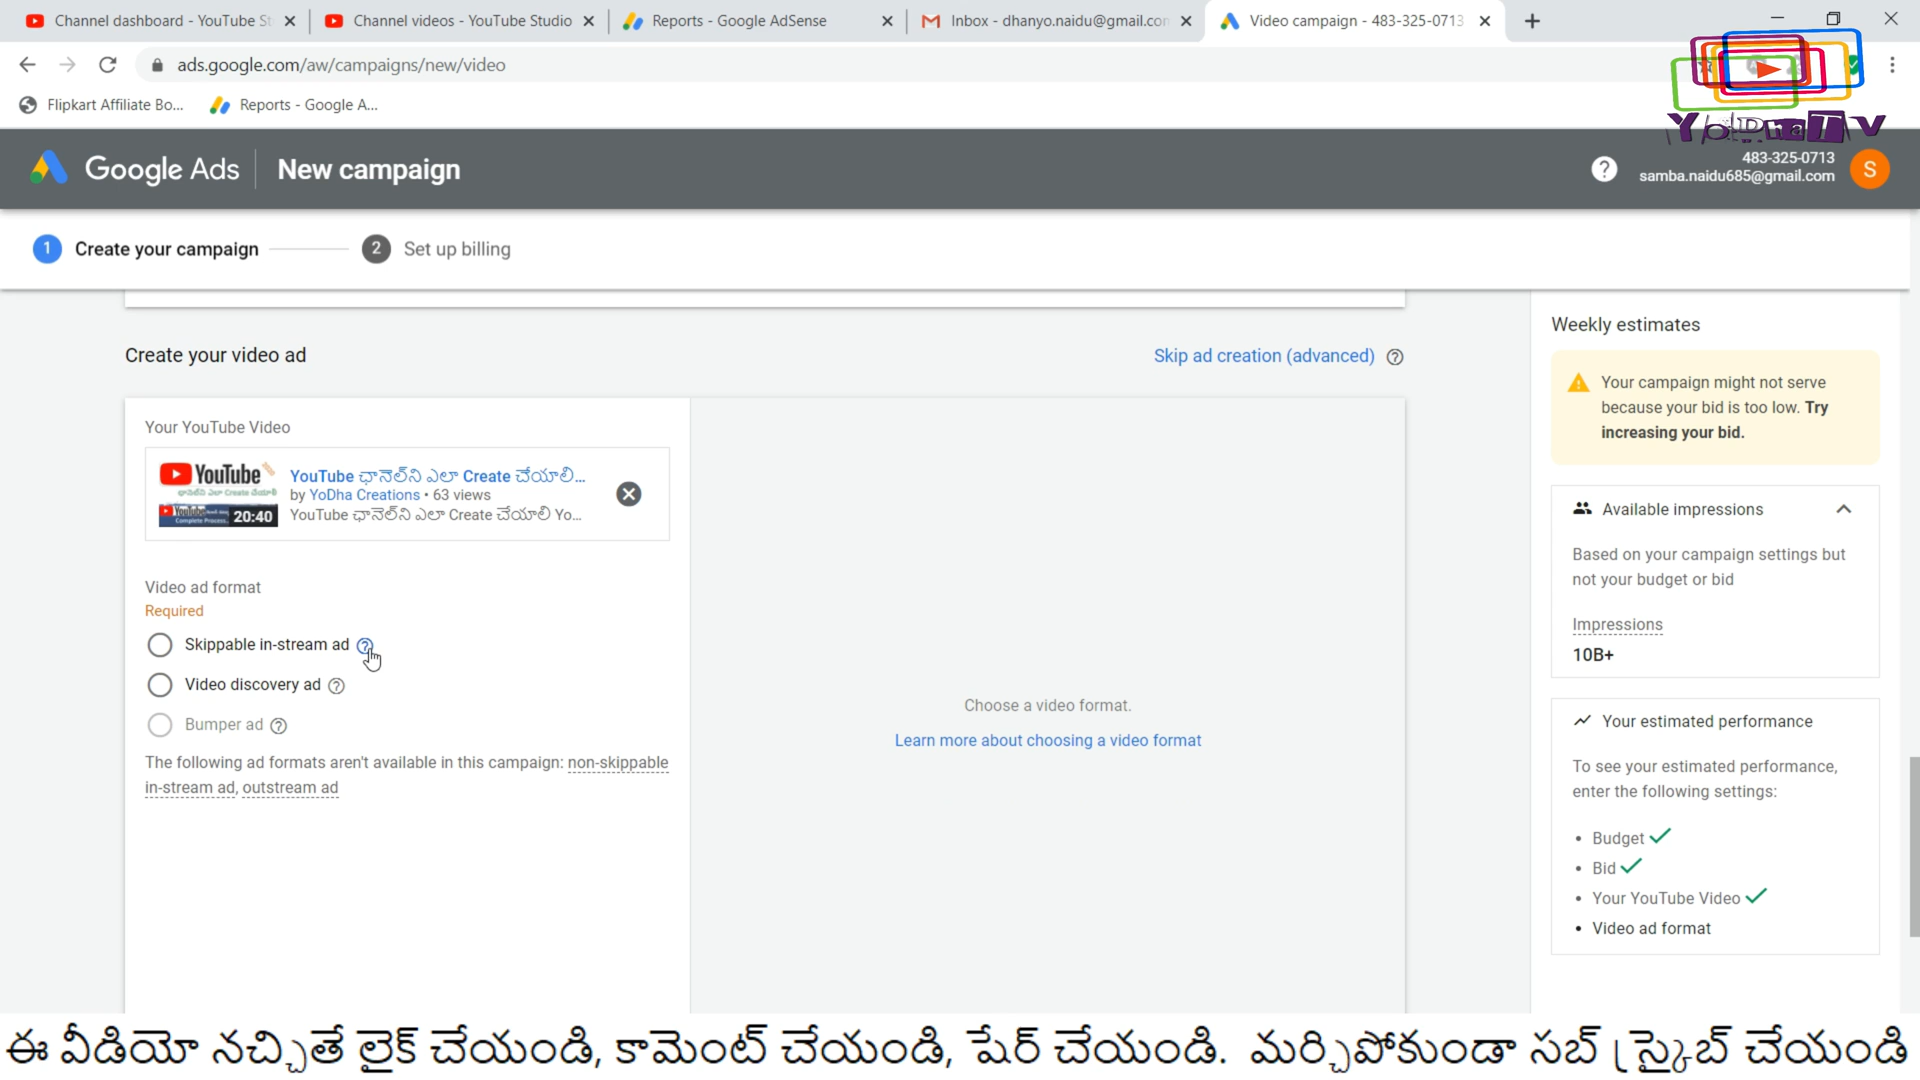 Channel dashboard - YouTube St
Channel videos - YouTube Studio
Reports - Google AdSense
Inbox - dhanyo.naidu@gmail.con
Video campaign - 483-325-0713
ads.google.com/aw/campaigns/new/video
Flipkart Affiliate Bo...
Reports - Google A...
YoDhaTV
Google Ads
New campaign
483-325-0713
samba.naidu685@gmail.com
S
1 Create your campaign
2 Set up billing
Create your video ad
Skip ad creation (advanced)
Your YouTube Video
YouTube ఛానెల్‌ని ఎలా Create చేయాలి...
by YoDha Creations • 63 views
YouTube ఛానెల్‌ని ఎలా Create చేయాలి Yo...
YouTube
ఛానెల్‌ని ఎలా Create చేయాలి
Complete Process
20:40
Video ad format
Required
Skippable in-stream ad
Video discovery ad
Bumper ad
The following ad formats aren't available in this campaign: non-skippable
in-stream ad, outstream ad
Choose a video format.
Learn more about choosing a video format
Weekly estimates
Your campaign might not serve
because your bid is too low. Try
increasing your bid.
Available impressions
Based on your campaign settings but
not your budget or bid
Impressions
10B+
Your estimated performance
To see your estimated performance,
enter the following settings:
• Budget
• Bid
• Your YouTube Video
• Video ad format
ఈ వీడియో నచ్చితే లైక్ చేయండి, కామెంట్ చేయండి, షేర్ చేయండి. మర్చిపోకుండా సబ్ స్క్రైబ్ చేయండి